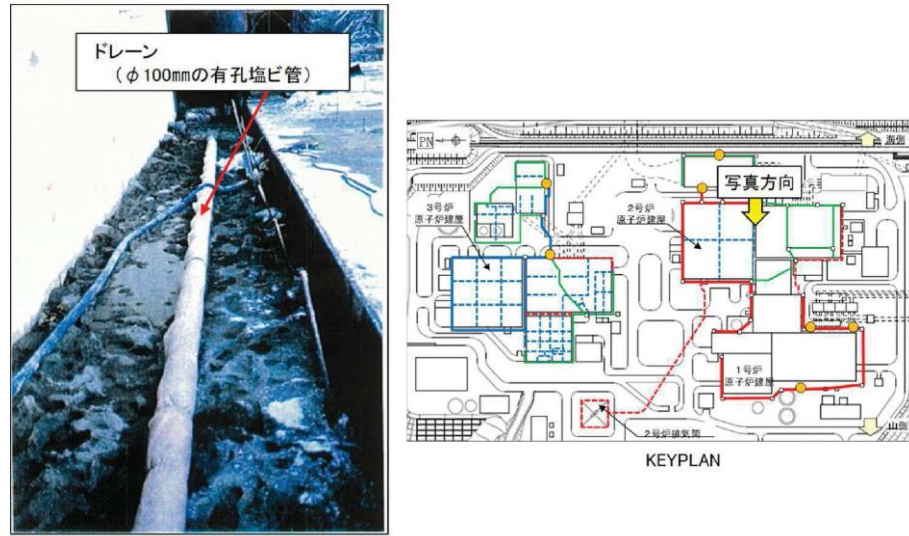 ドレーン
(φ100㎜の有孔塩ビ管)
PN
海側
写真方向
3号炉
原子炉建屋
2号炉
原子炉建屋
1号炉
原子炉建屋
2号炉排気筒
山側
KEYPLAN